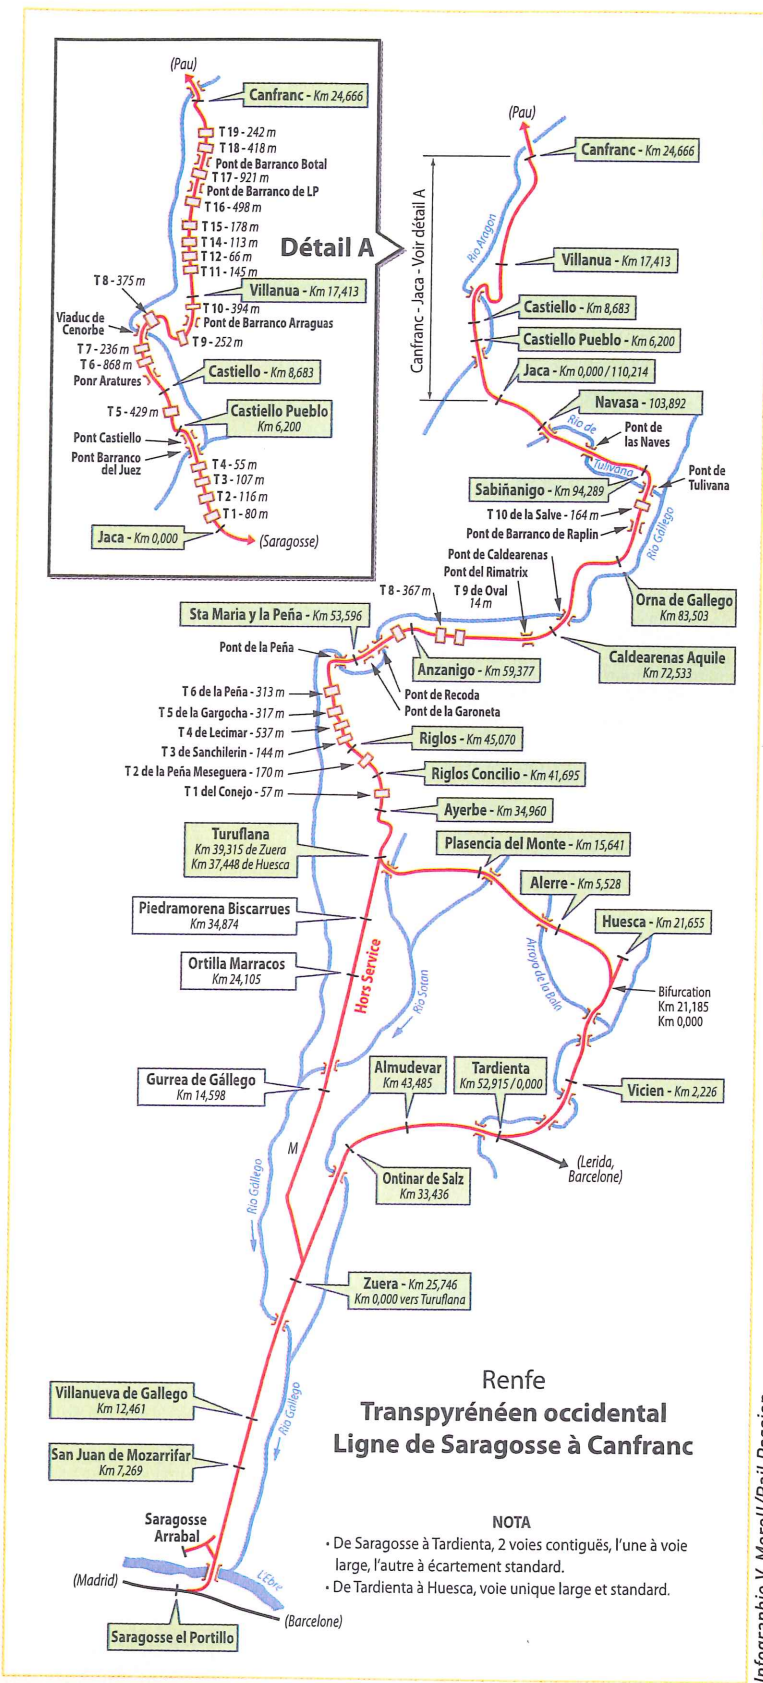 (Pau)
Canfranc - Km 24,666
T 19 - 242 m
T 18 - 418 m
Pont de Barranco Botal
T 17 - 921 m
Pont de Barranco de LP
T 16 - 498 m
T 15 - 178 m
T 14 - 113 m
T 12 - 66 m
T 11 - 145 m
Détail A
T 8 - 375 m
Villanua - Km 17,413
T 10 - 394 m
Viaduc de
Cenorbe
Pont de Barranco Arraguas
T 9 - 252 m
T 7 - 236 m
T 6 - 868 m
Ponr Aratures
Castiello - Km 8,683
T 5 - 429 m
Castiello Pueblo
Km 6,200
Pont Castiello
Pont Barranco
del Juez
T 4 - 55 m
T 3 - 107 m
T 2 - 116 m
T 1 - 80 m
Jaca - Km 0,000
(Saragosse)
(Pau)
Canfranc - Km 24,666
Canfranc - Jaca - Voir détail A
Rio Aragon
Villanua - Km 17,413
Castiello - Km 8,683
Castiello Pueblo - Km 6,200
Jaca - Km 0,000 / 110,214
Navasa - 103,892
Rio de
Tulivana
Pont de
las Naves
Sabiñanigo - Km 94,289
Pont de
Tulivana
T 10 de la Salve - 164 m
Pont de Barranco de Raplin
Rio Gállego
Pont de Caldearenas
Pont del Rimatrix
T 8 - 367 m
T 9 de Oval
14 m
Orna de Gallego
Km 83,503
Sta Maria y la Peña - Km 53,596
Pont de la Peña
Anzanigo - Km 59,377
Caldearenas Aquile
Km 72,533
Pont de Recoda
Pont de la Garoneta
T 6 de la Peña - 313 m
T 5 de la Gargocha - 317 m
T 4 de Lecimar - 537 m
T 3 de Sanchilerin - 144 m
T 2 de la Peña Meseguera - 170 m
T 1 del Conejo - 57 m
Riglos - Km 45,070
Riglos Concilio - Km 41,695
Ayerbe - Km 34,960
Turuflana
Km 39,315 de Zuera
Km 37,448 de Huesca
Plasencia del Monte - Km 15,641
Alerre - Km 5,528
Huesca - Km 21,655
Piedramorena Biscarrues
Km 34,874
Ortilla Marracos
Km 24,105
Hors Service
Rio Sotan
Arroyo de la Bala
Bifurcation
Km 21,185
Km 0,000
Gurrea de Gállego
Km 14,598
Almudevar
Km 43,485
Tardienta
Km 52,915 / 0,000
Vicien - Km 2,226
M
(Lerida,
Barcelone)
Ontinar de Salz
Km 33,436
Rio Gállego
Zuera - Km 25,746
Km 0,000 vers Turuflana
Villanueva de Gallego
Km 12,461
Rio Gállego
San Juan de Mozarrifar
Km 7,269
Renfe
Transpyrénéen occidental
Ligne de Saragosse à Canfranc
Saragosse
Arrabal
(Madrid)
L'Ebre
(Barcelone)
Saragosse el Portillo
NOTA
• De Saragosse à Tardienta, 2 voies contiguës, l'une à voie
large, l'autre à écartement standard.
• De Tardienta à Huesca, voie unique large et standard.
Infographie V. Morell/Rail Passion